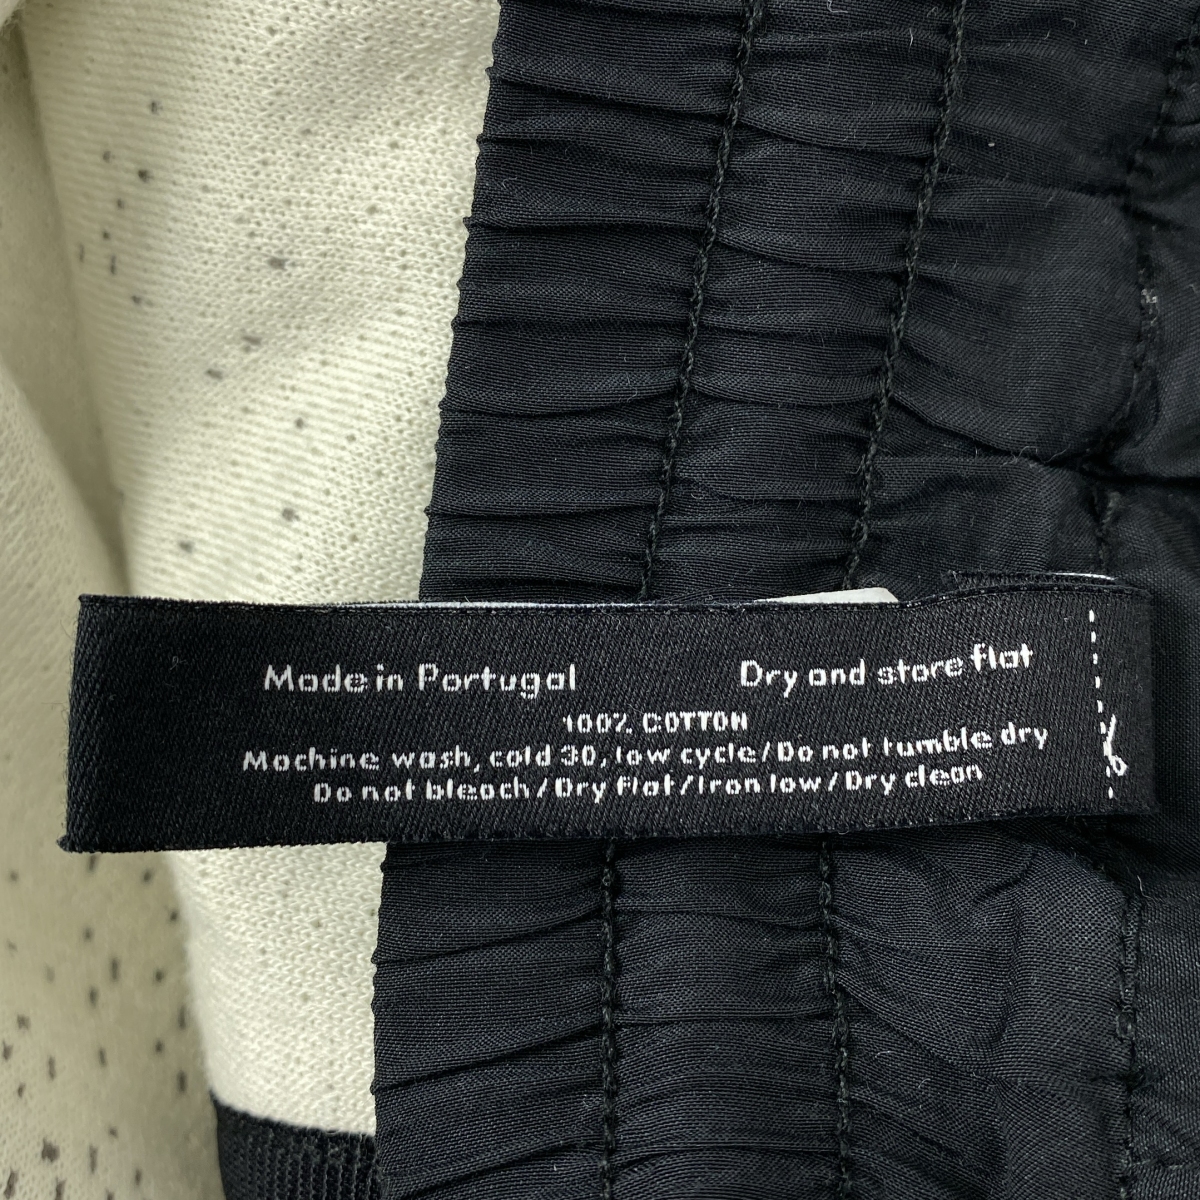 Made in Portugal
Dry and store flat
100% COTTON
Machine wash, cold 30, low cycle/Do not tumble dry
Do not bleach/Dry flat/Iron low/Dry clean